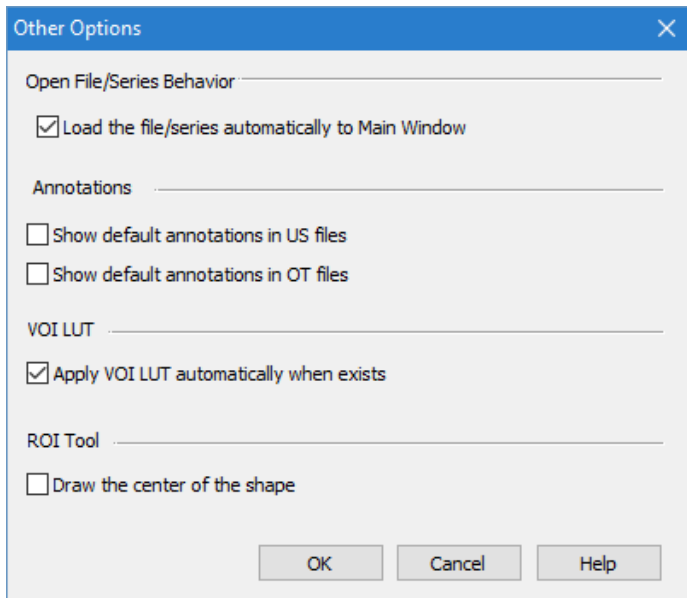 Other Options
Open File/Series Behavior
Load the file/series automatically to Main Window
Annotations
Show default annotations in US files
Show default annotations in OT files
VOI LUT
Apply VOI LUT automatically when exists
ROI Tool
Draw the center of the shape
OK Cancel Help